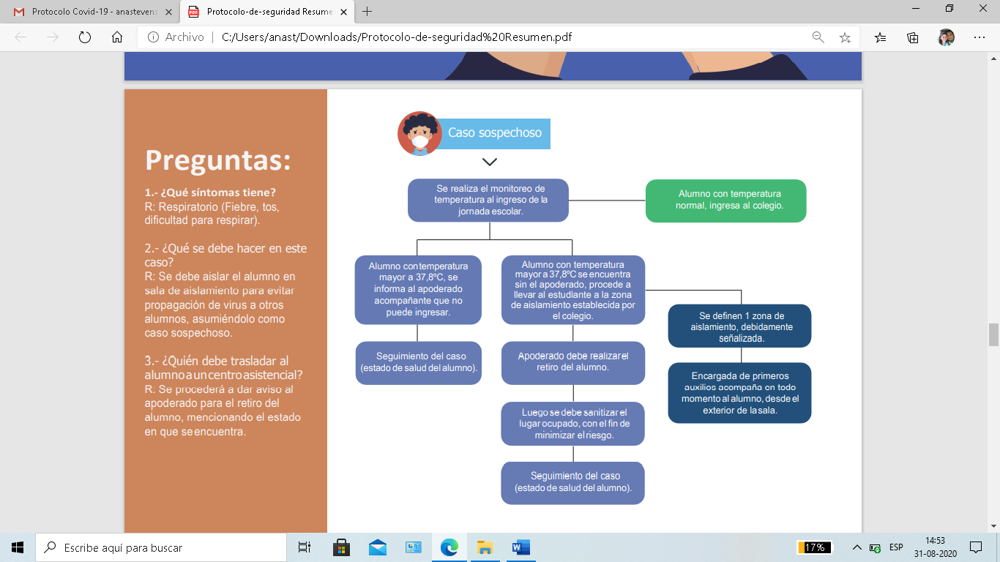 Protocolo Covid-19 - anastevens
Protocolo-de-seguridad Resume
Archivo
C:/Users/anast/Downloads/Protocolo-de-seguridad%20Resumen.pdf
Preguntas:
1.- ¿Qué síntomas tiene?
R: Respiratorio (Fiebre, tos,
dificultad para respirar).
2.- ¿Qué se debe hacer en este
caso?
R: Se debe aislar el alumno en
sala de aislamiento para evitar
propagación de virus a otros
alumnos, asumiéndolo como
caso sospechoso.
3.- ¿Quién debe trasladar al
alumno a un centro asistencial?
R: Se procederá a dar aviso al
apoderado para el retiro del
alumno, mencionando el estado
en que se encuentra.
Caso sospechoso
Se realiza el monitoreo de
temperatura al ingreso de la
jornada escolar.
Alumno con temperatura
normal, ingresa al colegio.
Alumno con temperatura
mayor a 37,8ºC, se
informa al apoderado
acompañante que no
puede ingresar.
Seguimiento del caso
(estado de salud del alumno).
Alumno con temperatura
mayor a 37,8ºC se encuentra
sin el apoderado, procede a
llevar al estudiante a la zona
de aislamiento establecida por
el colegio.
Apoderado debe realizar el
retiro del alumno.
Luego se debe sanitizar el
lugar ocupado, con el fin de
minimizar el riesgo.
Seguimiento del caso
(estado de salud del alumno).
Se definen 1 zona de
aislamiento, debidamente
señalizada.
Encargada de primeros
auxilios acompaña en todo
momento al alumno, desde el
exterior de la sala.
Escribe aquí para buscar
17%
ESP
14:53
31-08-2020